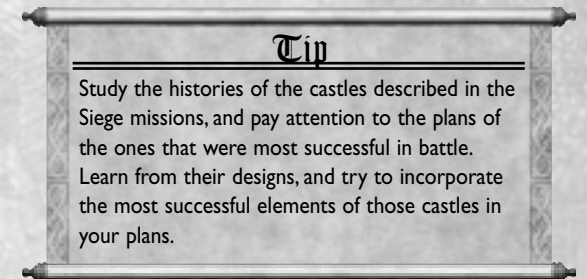 Tip
Study the histories of the castles described in the
Siege missions, and pay attention to the plans of
the ones that were most successful in battle.
Learn from their designs, and try to incorporate
the most successful elements of those castles in
your plans.